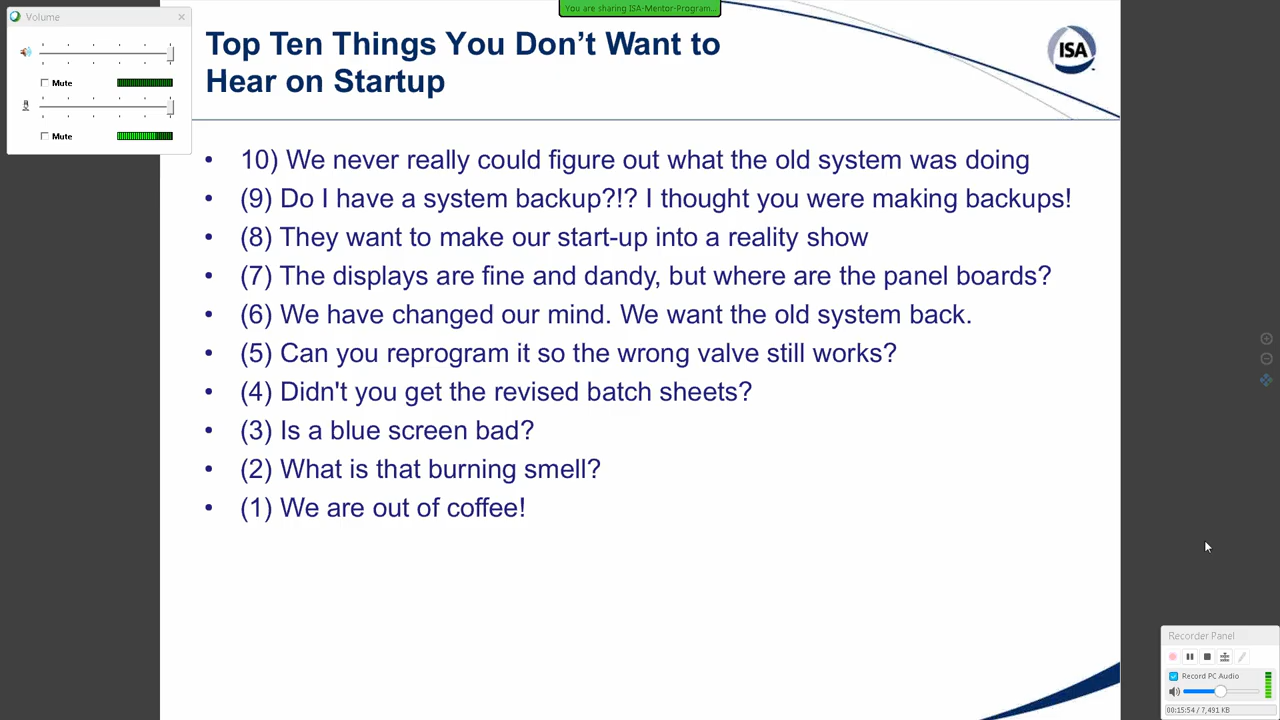 You are sharing ISA-Mentor-Program...
Volume
Mute
Mute
Top Ten Things You Don’t Want to
Hear on Startup
ISA
• 10) We never really could figure out what the old system was doing
• (9) Do I have a system backup?!? I thought you were making backups!
• (8) They want to make our start-up into a reality show
• (7) The displays are fine and dandy, but where are the panel boards?
• (6) We have changed our mind. We want the old system back.
• (5) Can you reprogram it so the wrong valve still works?
• (4) Didn't you get the revised batch sheets?
• (3) Is a blue screen bad?
• (2) What is that burning smell?
• (1) We are out of coffee!
Recorder Panel
Record PC Audio
00:15:54 / 7,491 KB